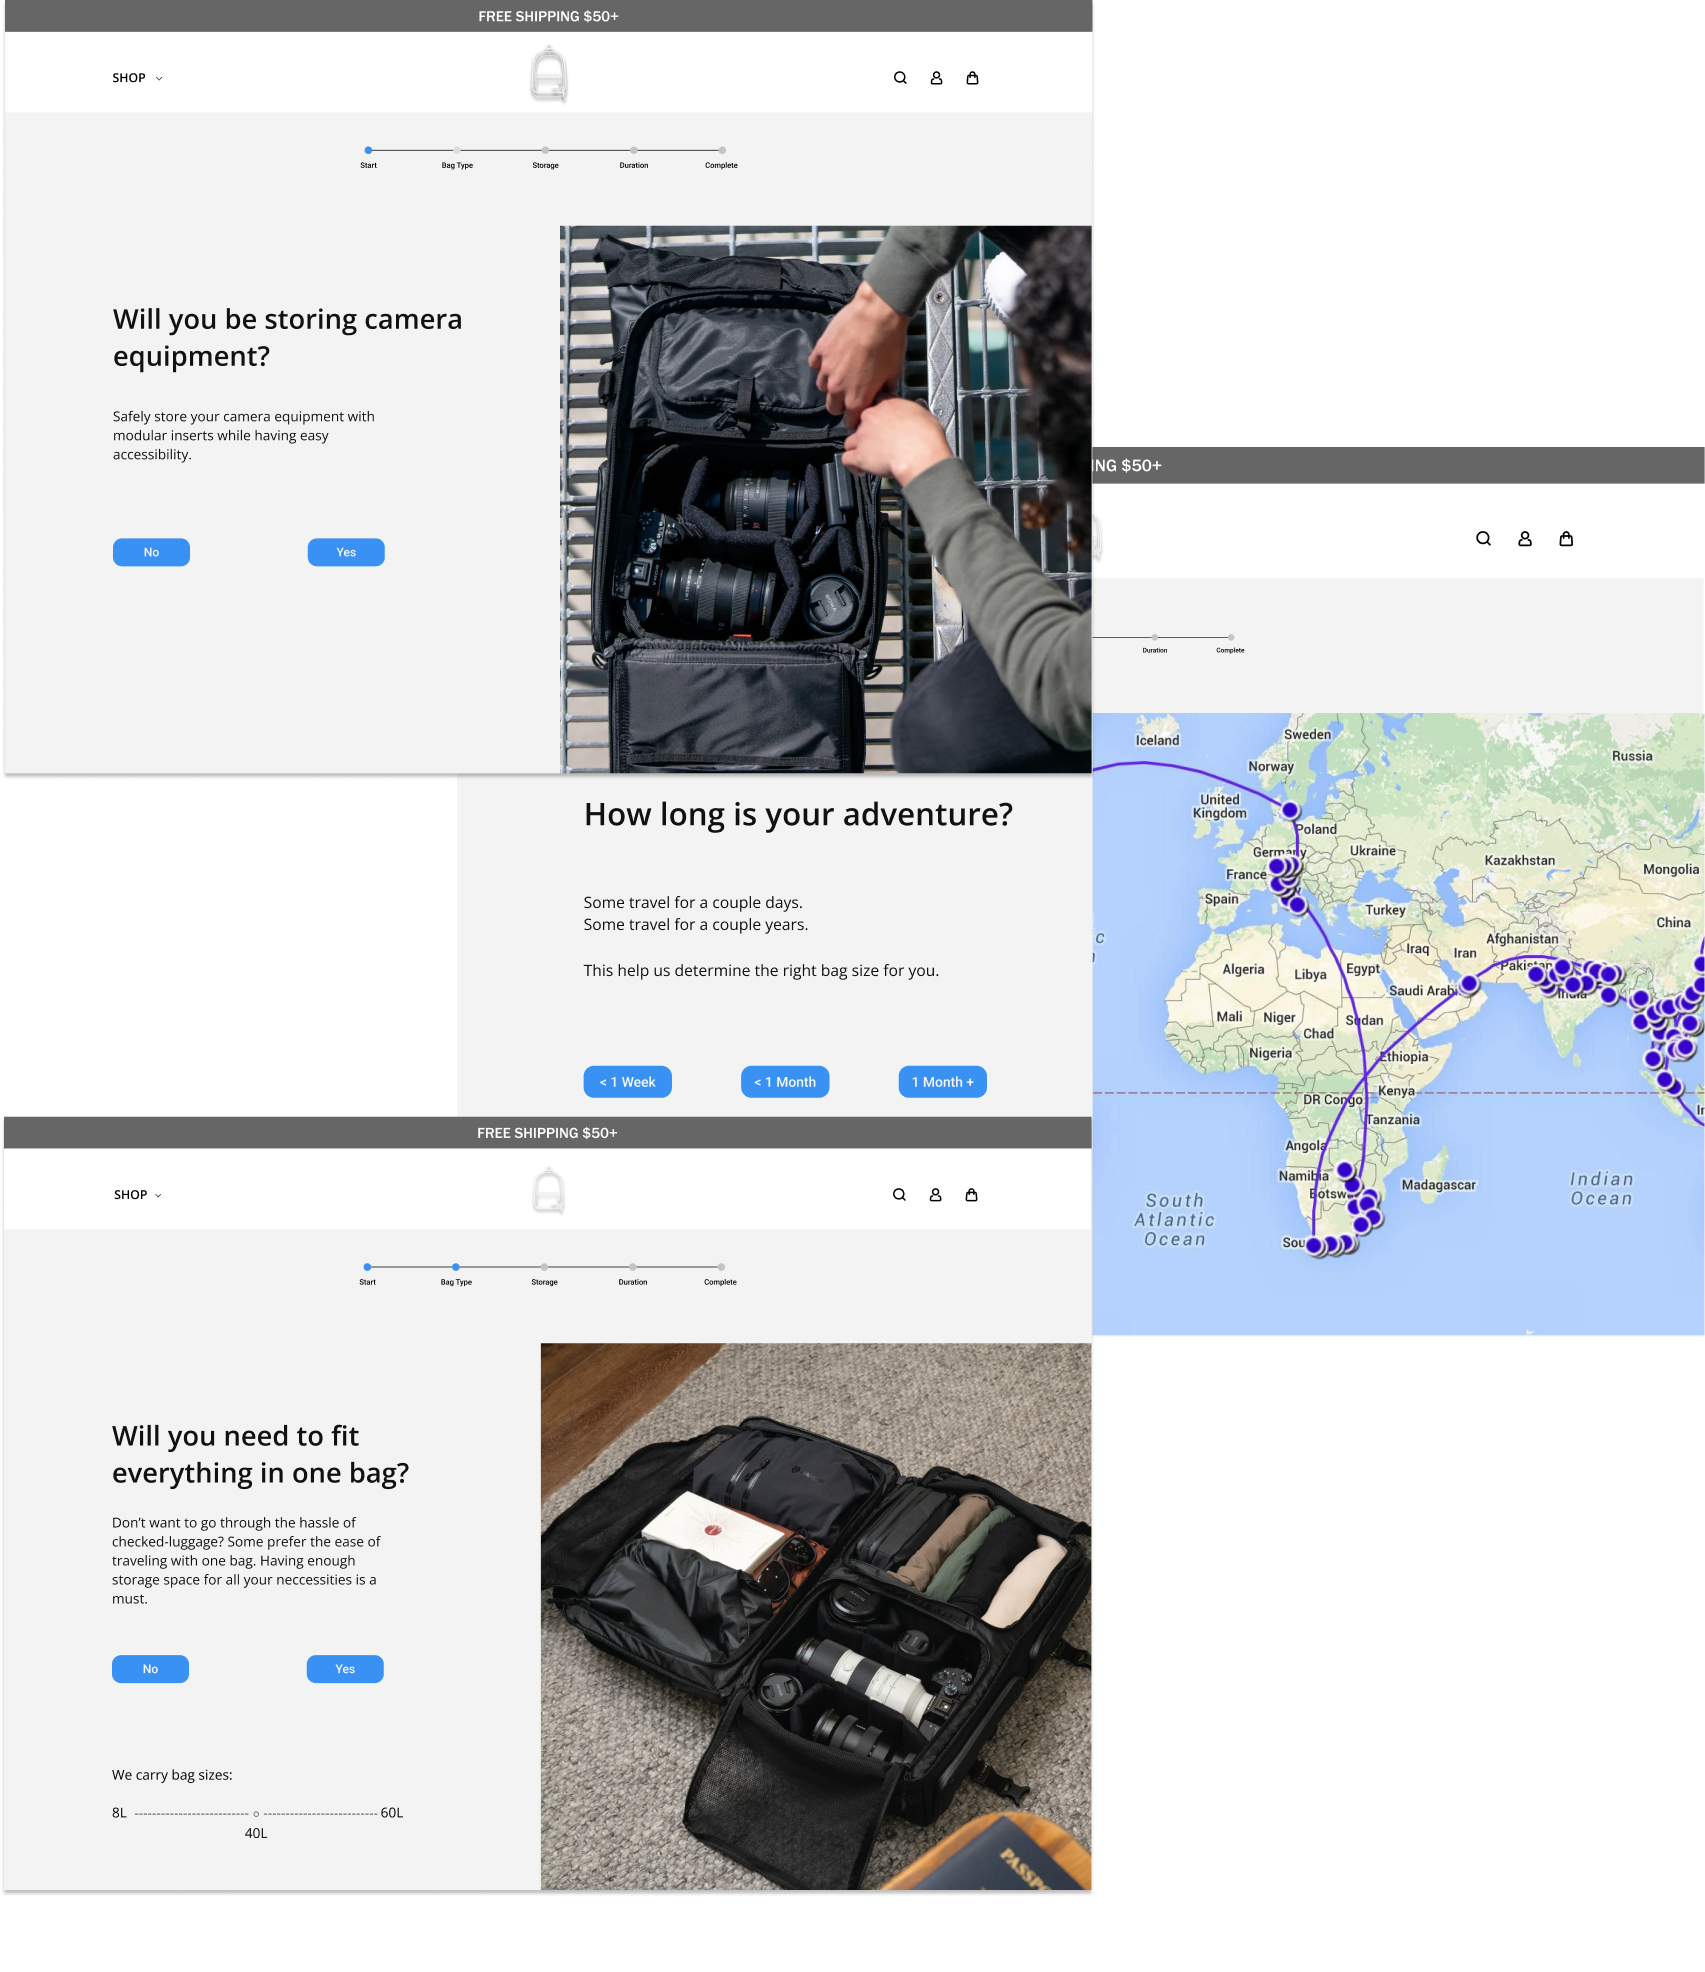 FREE SHIPPING $50+
SHOP
Start
Bag Type
Storage
Duration
Complete
Will you be storing camera
equipment?
Safely store your camera equipment with
modular inserts while having easy
accessibility.
No
Yes
$50+
Duration
Complete
How long is your adventure?
Some travel for a couple days.
Some travel for a couple years.
This help us determine the right bag size for you.
< 1 Week
< 1 Month
1 Month +
Iceland
Sweden
Russia
Norway
United
Kingdom
Poland
Germany
Ukraine
Kazakhstan
France
Mongolia
Spain
Turkey
China
Iraq
Iran
Afghanistan
Algeria
Libya
Egypt
Pakistan
Saudi
India
Mali
Niger
Chad
Sudan
Nigeria
Ethiopia
Kenya
DR Congo
Tanzania
Angola
Namibia
Madagascar
South
Atlantic
Ocean
Indian
Ocean
FREE SHIPPING $50+
SHOP
Start
Bag Type
Storage
Duration
Complete
Will you need to fit
everything in one bag?
Don’t want to go through the hassle of
checked-luggage? Some prefer the ease of
traveling with one bag. Having enough
storage space for all your neccessities is a
must.
No
Yes
We carry bag sizes:
8L -------------------------- o -------------------------- 60L
40L